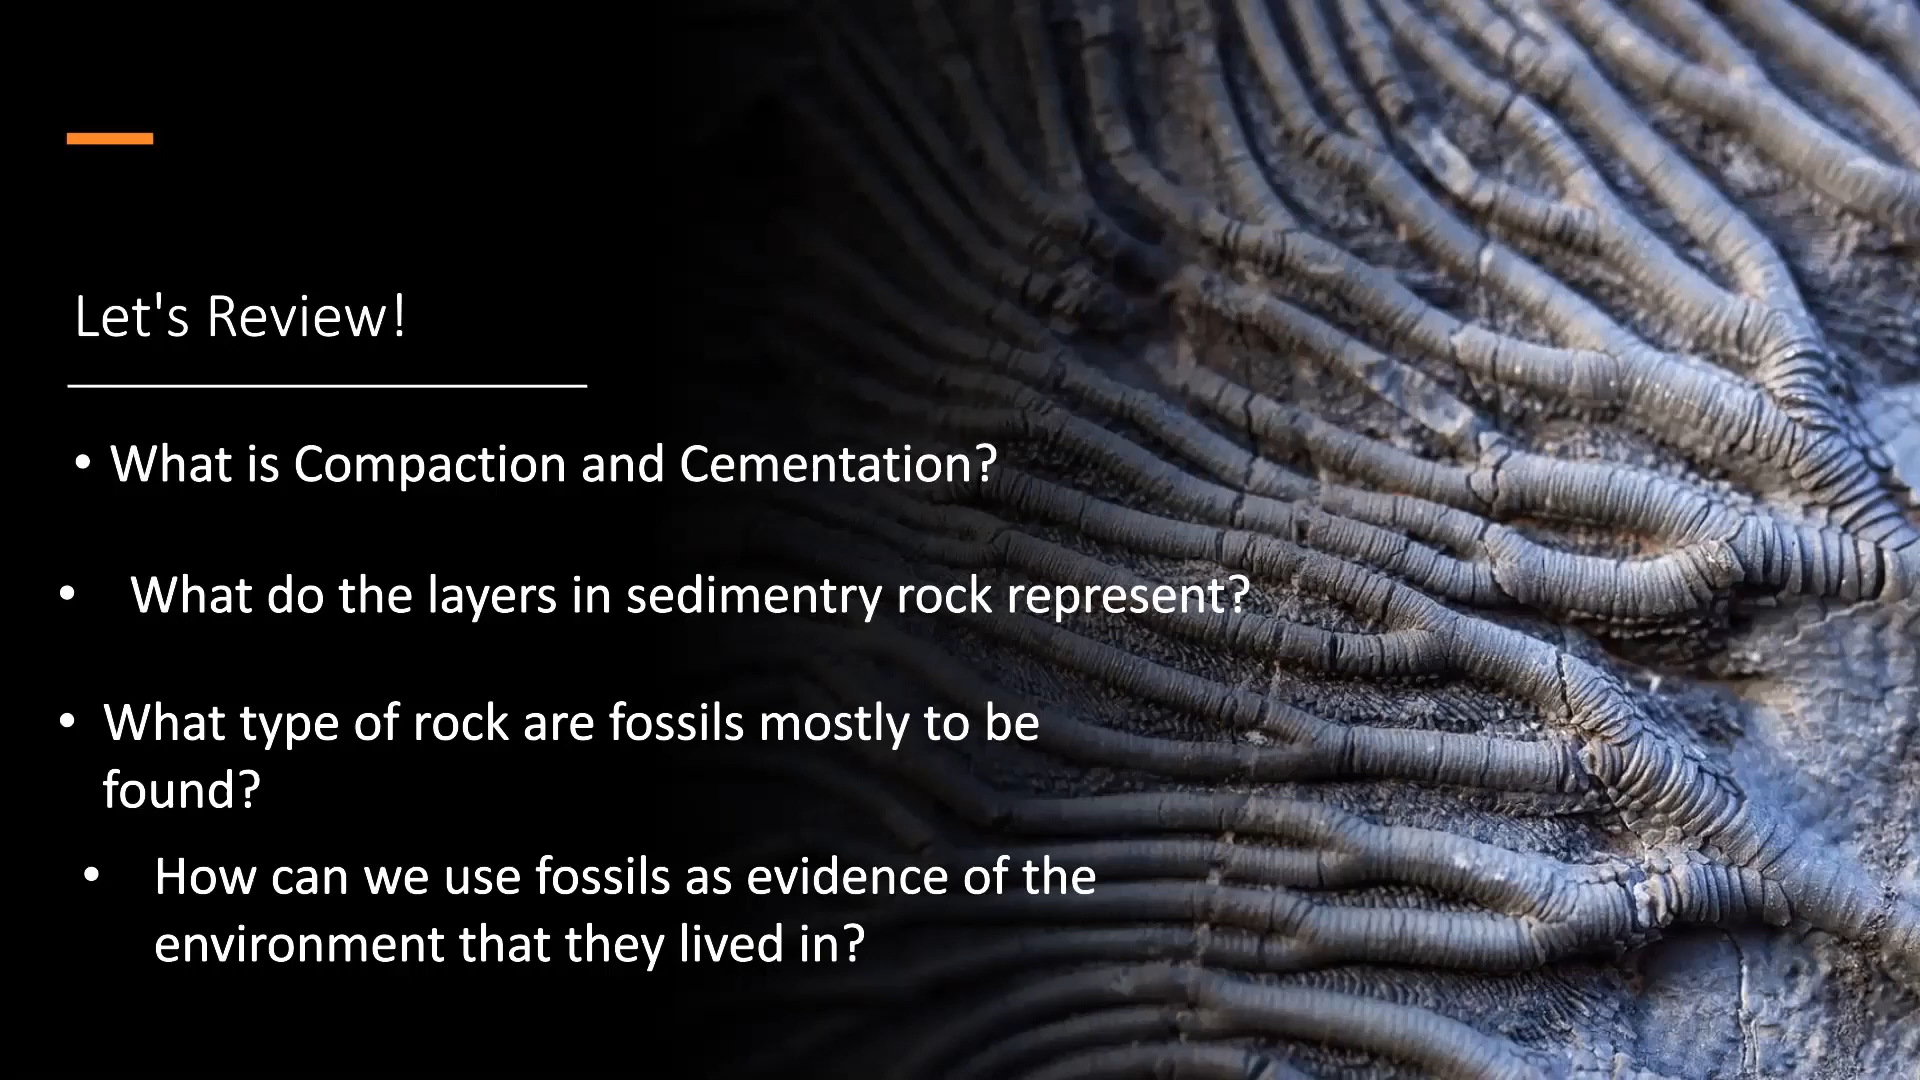 Let's Review!
• What is Compaction and Cementation?
• What do the layers in sedimentry rock represent?
• What type of rock are fossils mostly to be
found?
• How can we use fossils as evidence of the
environment that they lived in?